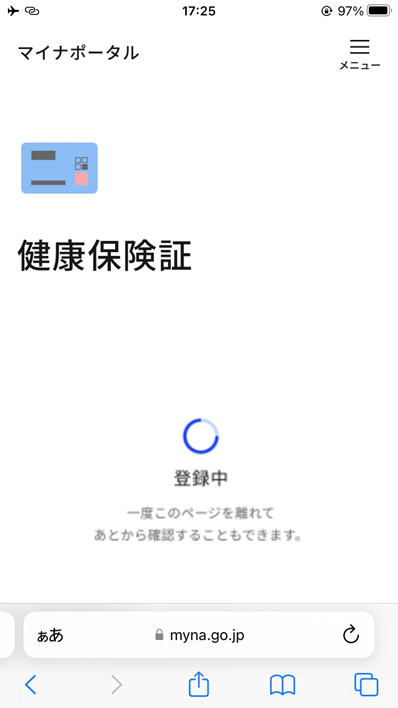 17:25
97%
マイナポータル
メニュー
健康保険証
登録中
一度このページを離れて
あとから確認することもできます。
ぁあ
myna.go.jp